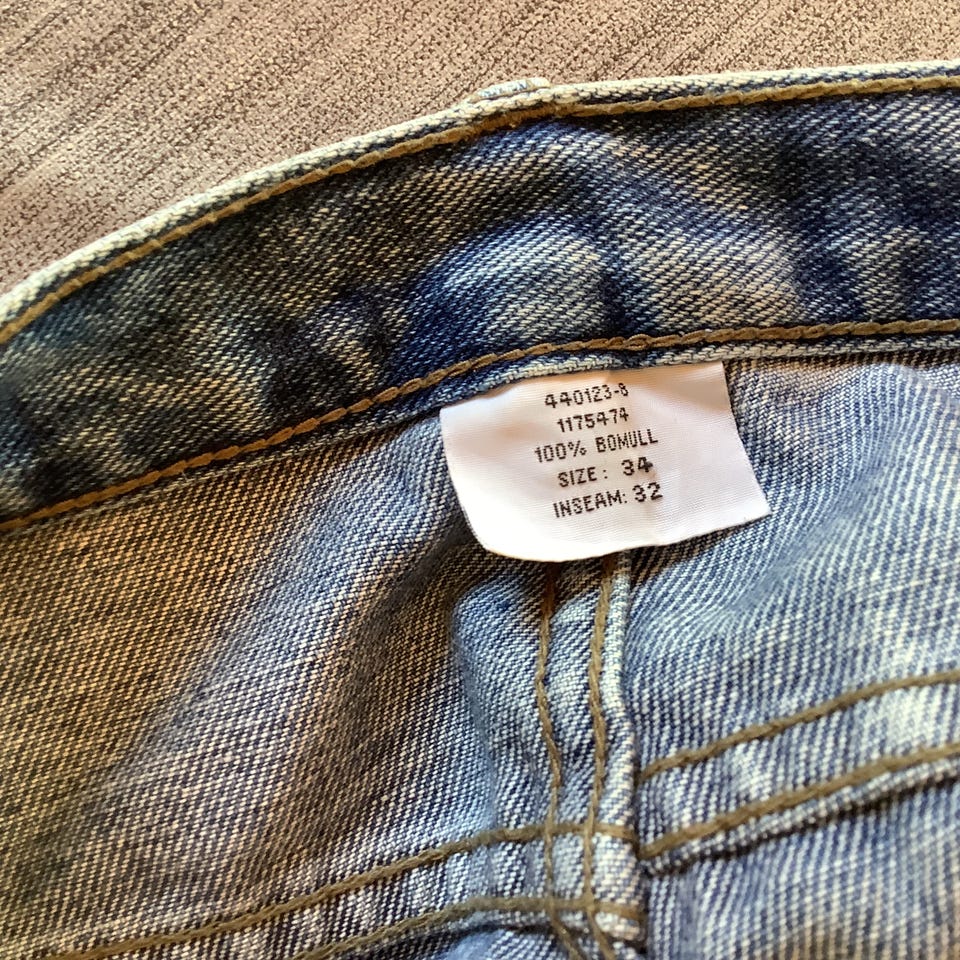 440123-8
1175474
100% BOMULL
SIZE: 34
INSEAM: 32